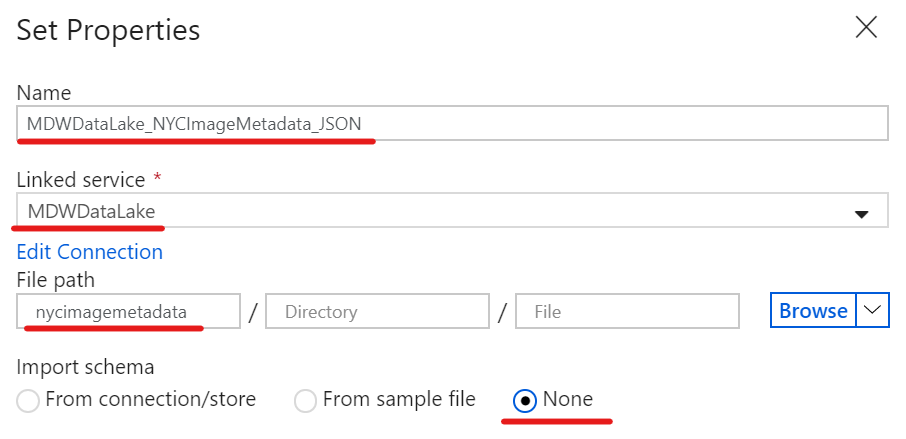 Set Properties
Name
MDWDataLake_NYCImageMetadata_JSON
Linked service *
MDWDataLake
Edit Connection
File path
nycimagemetadata / Directory / File Browse
Import schema
From connection/store From sample file None